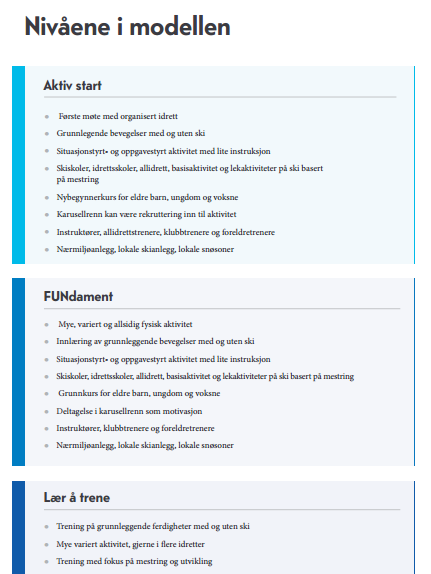 Nivåene i modellen
Aktiv start
• Første møte med organisert idrett
• Grunnlegende bevegelser med og uten ski
• Situasjonstyrt- og oppgavestyrt aktivitet med lite instruksjon
• Skiskoler, idrettsskoler, allidrett, basisaktivitet og lekaktiviteter på ski basert
på mestring
• Nybegynnerkurs for eldre barn, ungdom og voksne
• Karusellrenn kan være rekruttering inn til aktivitet
• Instruktører, allidrettstrenere, klubbtrenere og foreldretrenere
• Nærmiljøanlegg, lokale skianlegg, lokale snøsoner
FUNdament
• Mye, variert og allsidig fysisk aktivitet
• Innlæring av grunnleggende bevegelser med og uten ski
• Situasjonstyrt- og oppgavestyrt aktivitet med lite instruksjon
• Skiskoler, idrettsskoler, allidrett, basisaktivitet og lekaktiviteter på ski basert på mestring
• Grunnkurs for eldre barn, ungdom og voksne
• Deltagelse i karusellrenn som motivasjon
• Instruktører, klubbtrenere og foreldretrenere
• Nærmiljøanlegg, lokale skianlegg, lokale snøsoner
Lær å trene
• Trening på grunnleggende ferdigheter med og uten ski
• Mye variert aktivitet, gjerne i flere idretter
• Trening med fokus på mestring og utvikling